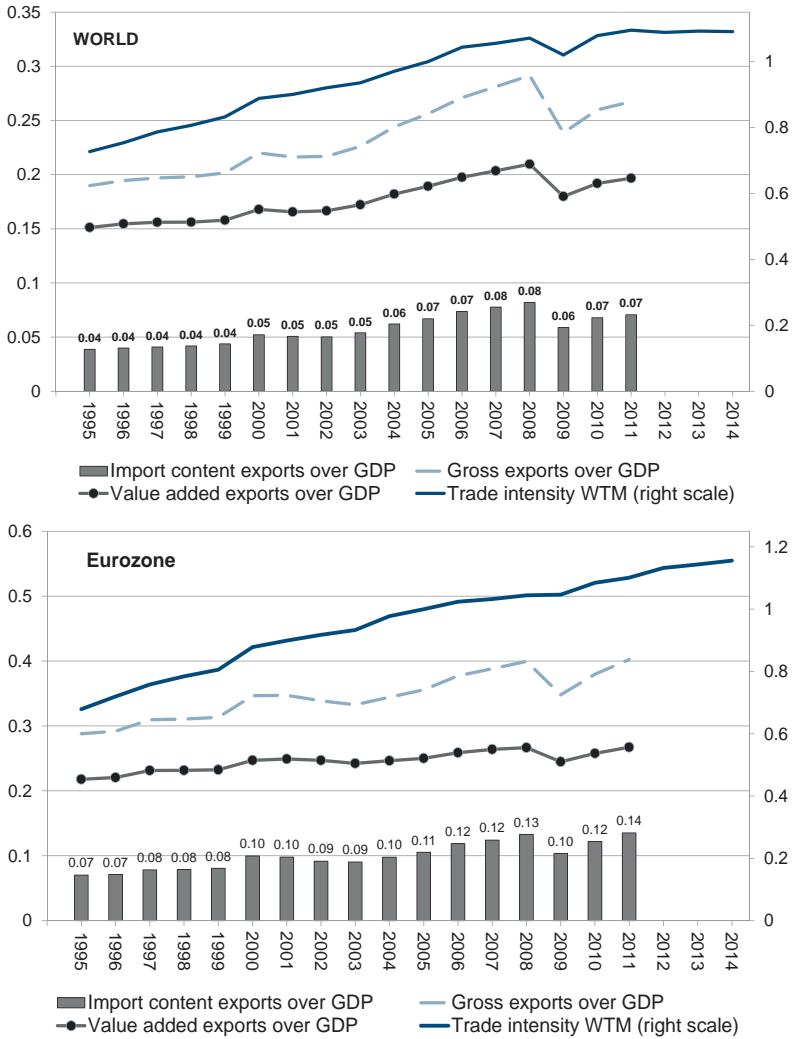 WORLD
0.35
0.3
0.25
0.2
0.15
0.1
0.05
0
1
0.8
0.6
0.4
0.2
0
0.04 0.04 0.04 0.04 0.04 0.05 0.05 0.05 0.05 0.06 0.07 0.07 0.08 0.08 0.06 0.07 0.07
1995 1996 1997 1998 1999 2000 2001 2002 2003 2004 2005 2006 2007 2008 2009 2010 2011 2012 2013 2014
Import content exports over GDP Gross exports over GDP
Value added exports over GDP Trade intensity WTM (right scale)
Eurozone
0.6
0.5
0.4
0.3
0.2
0.1
0
1.2
1
0.8
0.6
0.4
0.2
0
0.07 0.07 0.08 0.08 0.08 0.10 0.10 0.09 0.09 0.10 0.11 0.12 0.12 0.13 0.10 0.12 0.14
1995 1996 1997 1998 1999 2000 2001 2002 2003 2004 2005 2006 2007 2008 2009 2010 2011 2012 2013 2014
Import content exports over GDP Gross exports over GDP
Value added exports over GDP Trade intensity WTM (right scale)